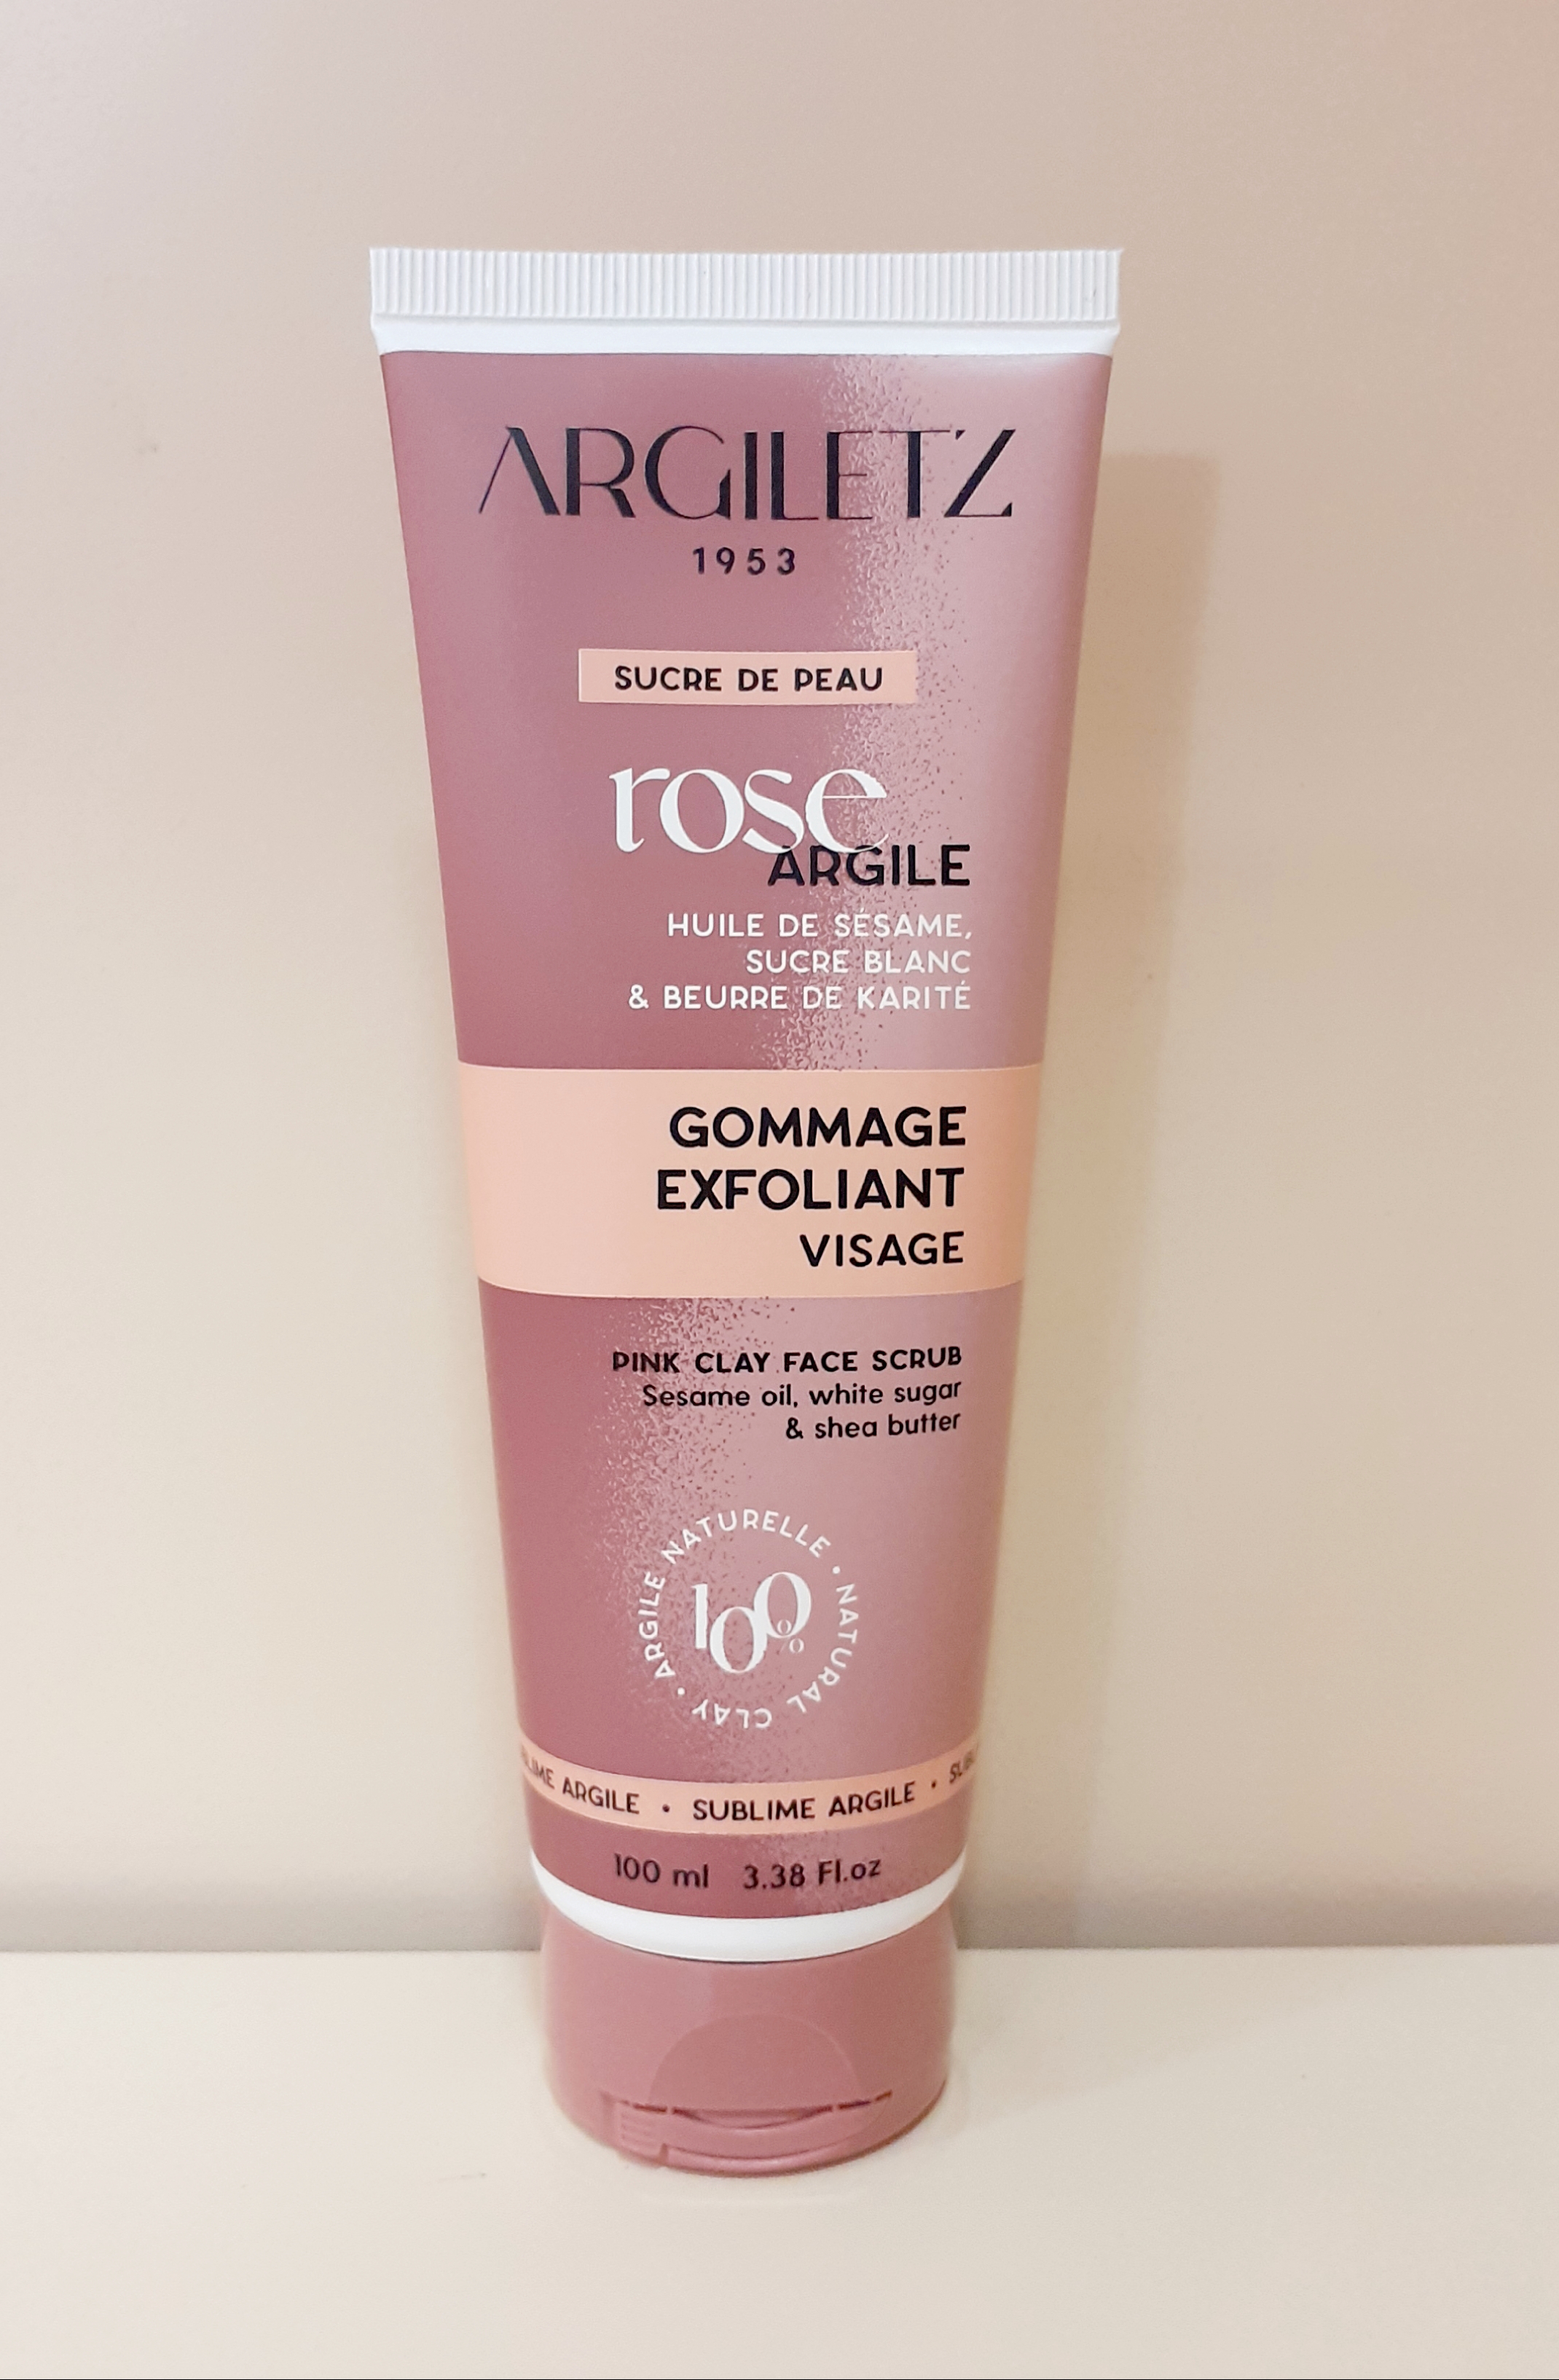 ARGILETZ
1953
SUCRE DE PEAU
rose
ARGILE
HUILE DE SÉSAME,
SUCRE BLANC
& BEURRE DE KARITÉ
GOMMAGE
EXFOLIANT
VISAGE
PINK CLAY FACE SCRUB
Sesame oil, white sugar
& shea butter
ARGILE NATURELLE • NATURAL CLAY •
100%
ARGILE • SUBLIME ARGILE •
100 ml 3.38 Fl.oz